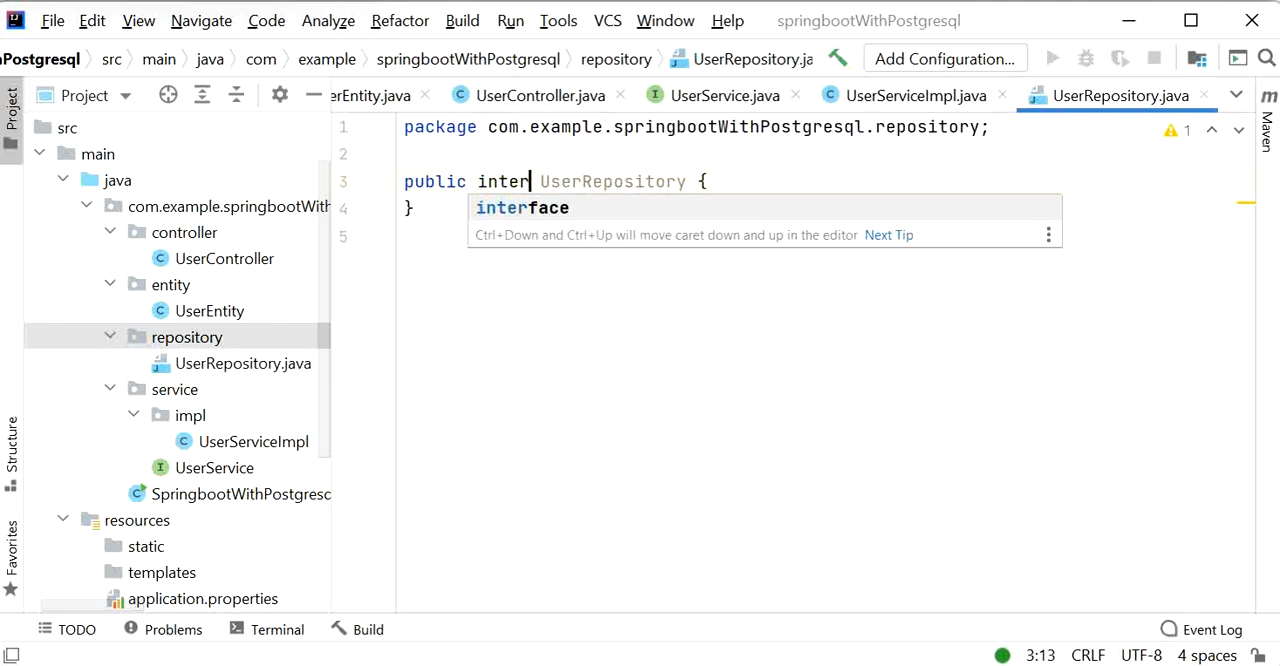 File Edit View Navigate Code Analyze Refactor Build Run Tools VCS Window Help springbootWithPostgresql
Postgresql src main java com example springbootWithPostgresql repository UserRepository.ja Add Configuration...
Project erEntity.java UserController.java UserService.java UserServiceImpl.java UserRepository.java
Project
Structure
Favorites
Maven
src
main
java
com.example.springbootWith
controller
UserController
entity
UserEntity
repository
UserRepository.java
service
impl
UserServiceImpl
UserService
SpringbootWithPostgresc
resources
static
templates
application.properties
1 package com.example.springbootWithPostgresql.repository;
2
3 public inter UserRepository {
4 }
5
1
interface
Ctrl+Down and Ctrl+Up will move caret down and up in the editor Next Tip
TODO Problems Terminal Build Event Log
3:13 CRLF UTF-8 4 spaces